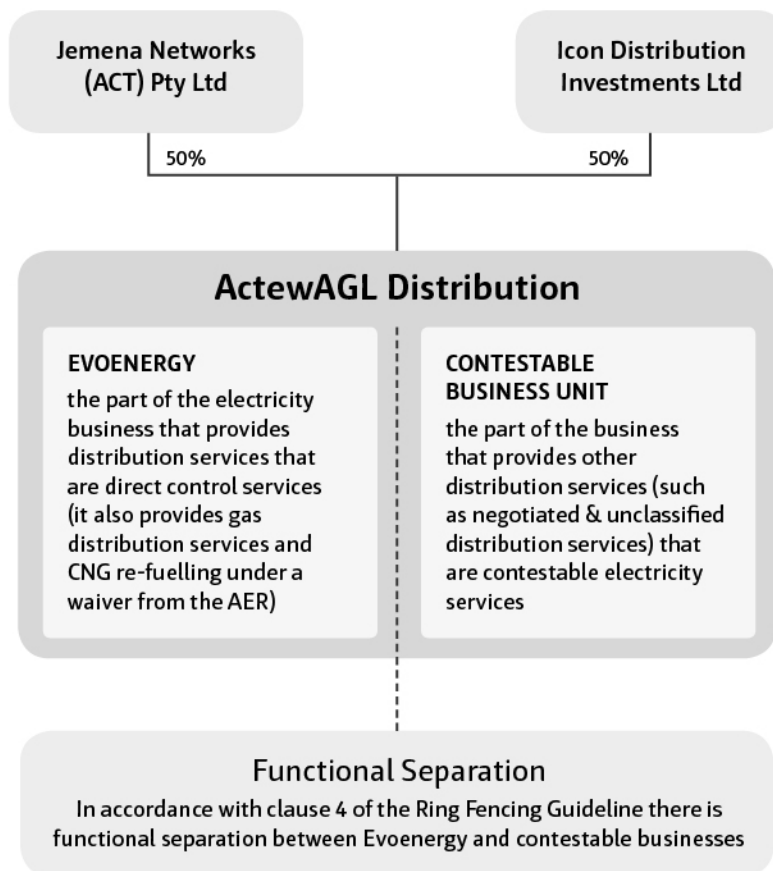 Jemena Networks
(ACT) Pty Ltd
Icon Distribution
Investments Ltd
50%
50%
ActewAGL Distribution
EVOENERGY
the part of the electricity
business that provides
distribution services that
are direct control services
(it also provides gas
distribution services and
CNG re-fuelling under a
waiver from the AER)
CONTESTABLE
BUSINESS UNIT
the part of the business
that provides other
distribution services (such
as negotiated & unclassified
distribution services) that
are contestable electricity
services
Functional Separation
In accordance with clause 4 of the Ring Fencing Guideline there is
functional separation between Evoenergy and contestable businesses